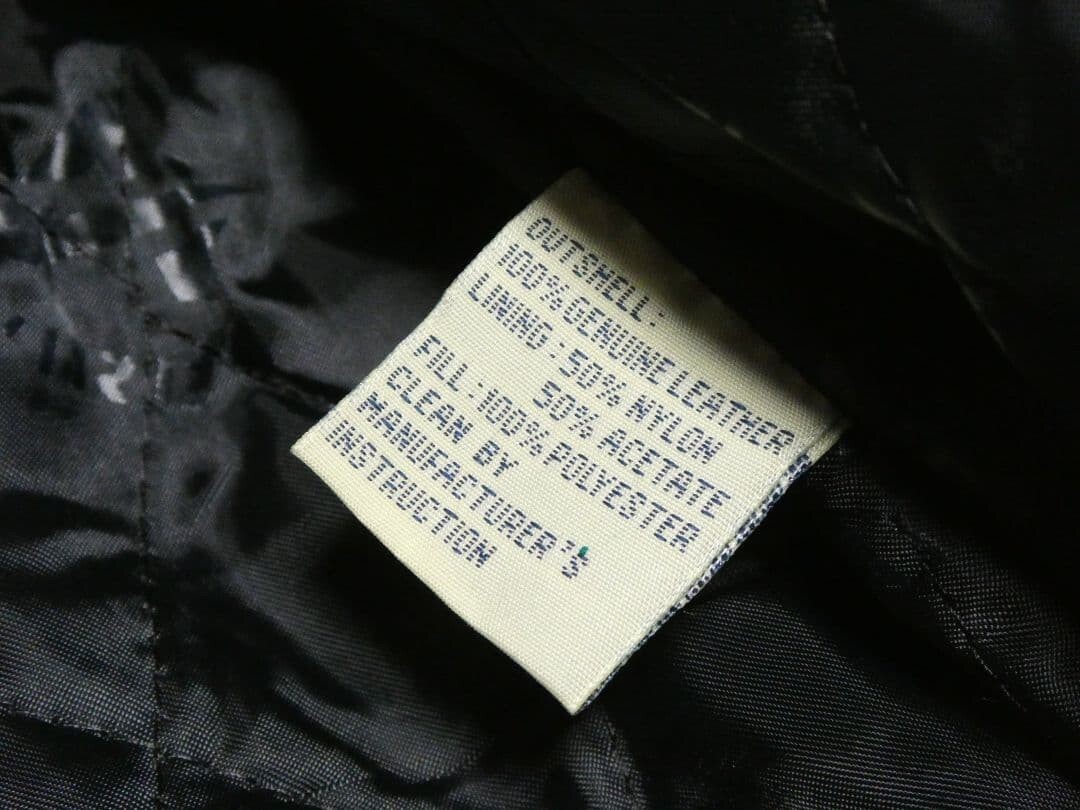 OUTSHELL:
100% GENUINE LEATHER
LINING: 50% NYLON
50% ACETATE
FILL: 100% POLYESTER
CLEAN BY
MANUFACTURER'S
INSTRUCTION